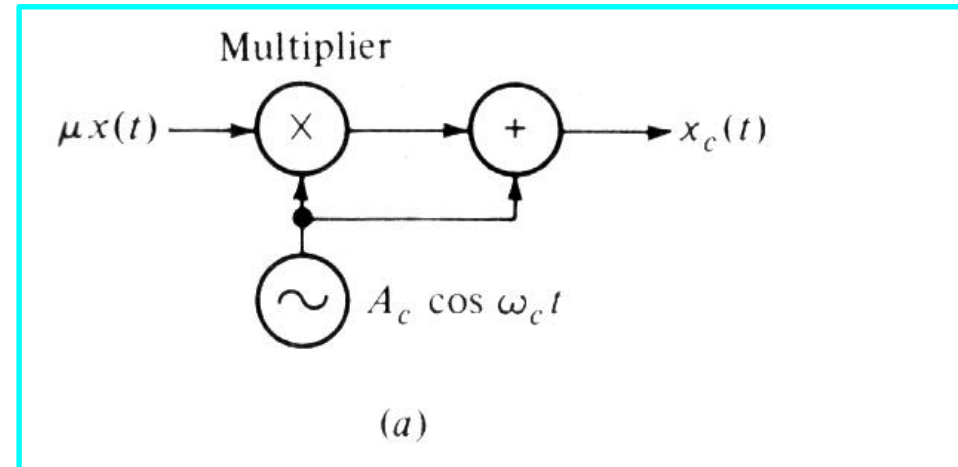 Multiplier
μx(t) × + x_c(t)
~ A_c cos ω_c t
(a)